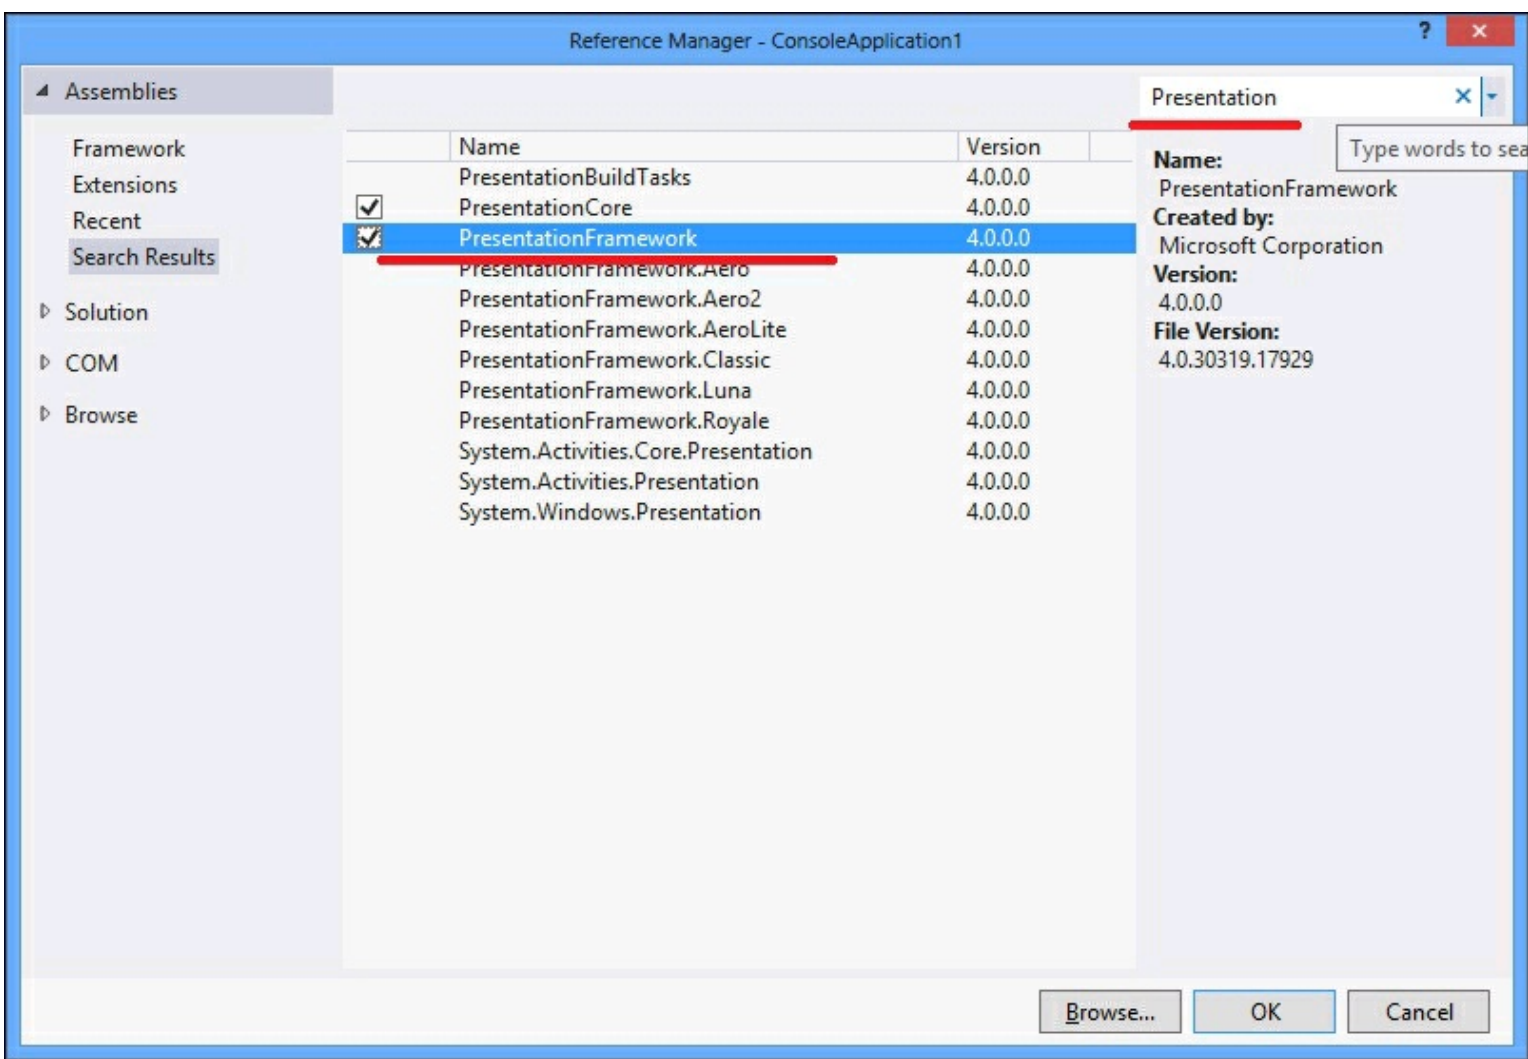 Reference Manager - ConsoleApplication1
?
Assemblies
Framework
Extensions
Recent
Search Results
Solution
COM
Browse
Name Version
PresentationBuildTasks 4.0.0.0
PresentationCore 4.0.0.0
PresentationFramework 4.0.0.0
PresentationFramework.Aero 4.0.0.0
PresentationFramework.Aero2 4.0.0.0
PresentationFramework.AeroLite 4.0.0.0
PresentationFramework.Classic 4.0.0.0
PresentationFramework.Luna 4.0.0.0
PresentationFramework.Royale 4.0.0.0
System.Activities.Core.Presentation 4.0.0.0
System.Activities.Presentation 4.0.0.0
System.Windows.Presentation 4.0.0.0
Presentation
Type words to sea
Name:
PresentationFramework
Created by:
Microsoft Corporation
Version:
4.0.0.0
File Version:
4.0.30319.17929
Browse...
OK
Cancel